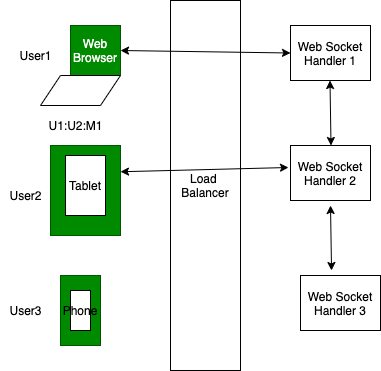 User1
Web
Browser
Web Socket
Handler 1
U1:U2:M1
User2
Tablet
Load
Balancer
Web Socket
Handler 2
User3
Phone
Web Socket
Handler 3